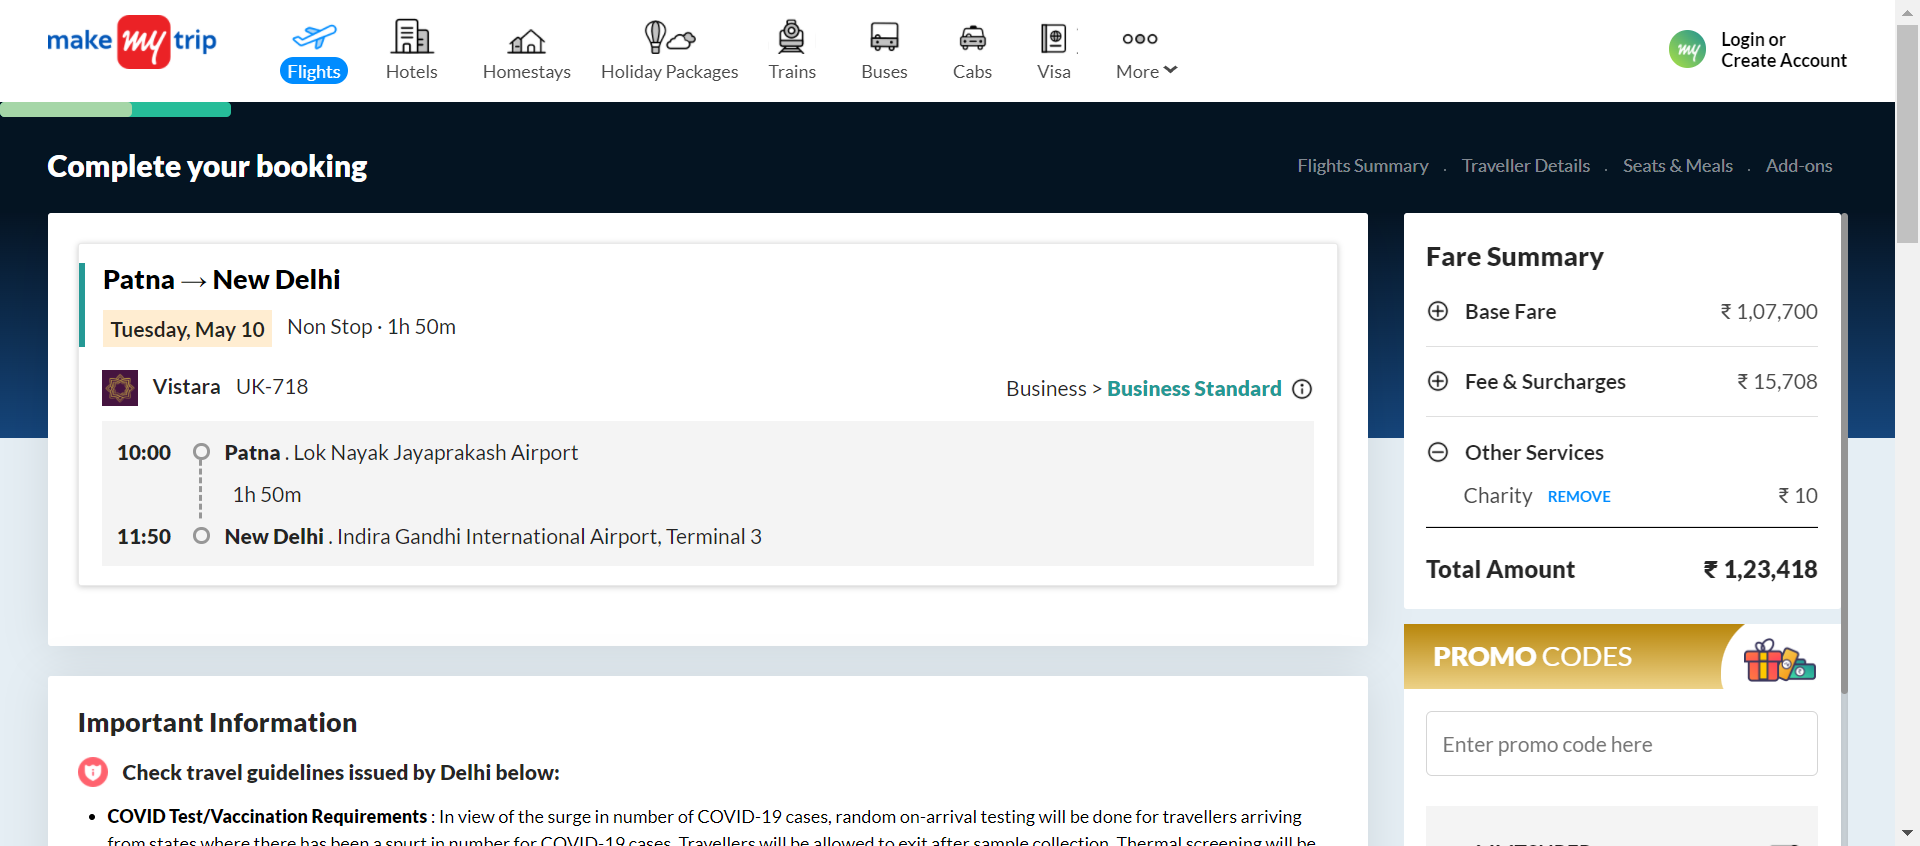 make my trip
Flights
Hotels
Homestays
Holiday Packages
Trains
Buses
Cabs
Visa
More
my
Login or
Create Account
Complete your booking
Flights Summary . Traveller Details . Seats & Meals . Add-ons
Patna → New Delhi
Tuesday, May 10 Non Stop · 1h 50m
Vistara UK-718
Business > Business Standard
10:00 Patna . Lok Nayak Jayaprakash Airport
1h 50m
11:50 New Delhi . Indira Gandhi International Airport, Terminal 3
Fare Summary
Base Fare ₹ 1,07,700
Fee & Surcharges ₹ 15,708
Other Services
Charity REMOVE ₹ 10
Total Amount ₹ 1,23,418
PROMO CODES
Enter promo code here
Important Information
Check travel guidelines issued by Delhi below:
• COVID Test/Vaccination Requirements : In view of the surge in number of COVID-19 cases, random on-arrival testing will be done for travellers arriving
from states where there has been a spurt in number for COVID-19 cases. Travellers will be allowed to exit after sample collection. Thermal screening will be